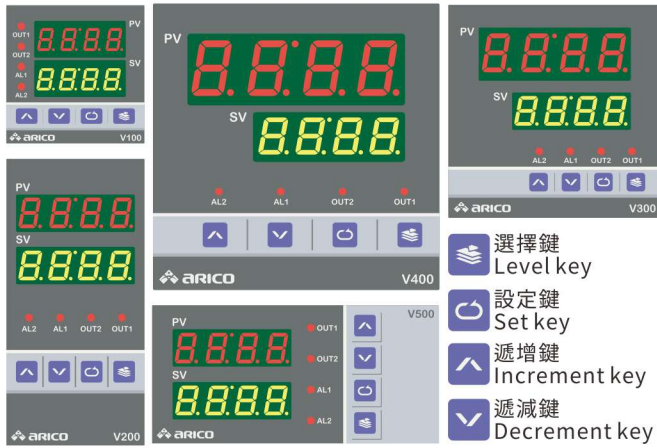 OUT1
OUT2
AL1
AL2
PV
8.8.8.8.
SV
8.8.8.8.
ARICO
V100
PV
8.8.8.8.
SV
8.8.8.8.
AL2 AL1 OUT2 OUT1
ARICO
V400
PV
8.8.8.8.
SV
8.8.8.8.
AL2 AL1 OUT2 OUT1
ARICO
V300
PV
8.8.8.8.
SV
8.8.8.8.
AL2 AL1 OUT2 OUT1
ARICO
V200
PV
8.8.8.8.
SV
8.8.8.8.
OUT1
OUT2
AL1
AL2
ARICO
V500
選擇鍵
Level key
設定鍵
Set key
遞增鍵
Increment key
遞減鍵
Decrement key